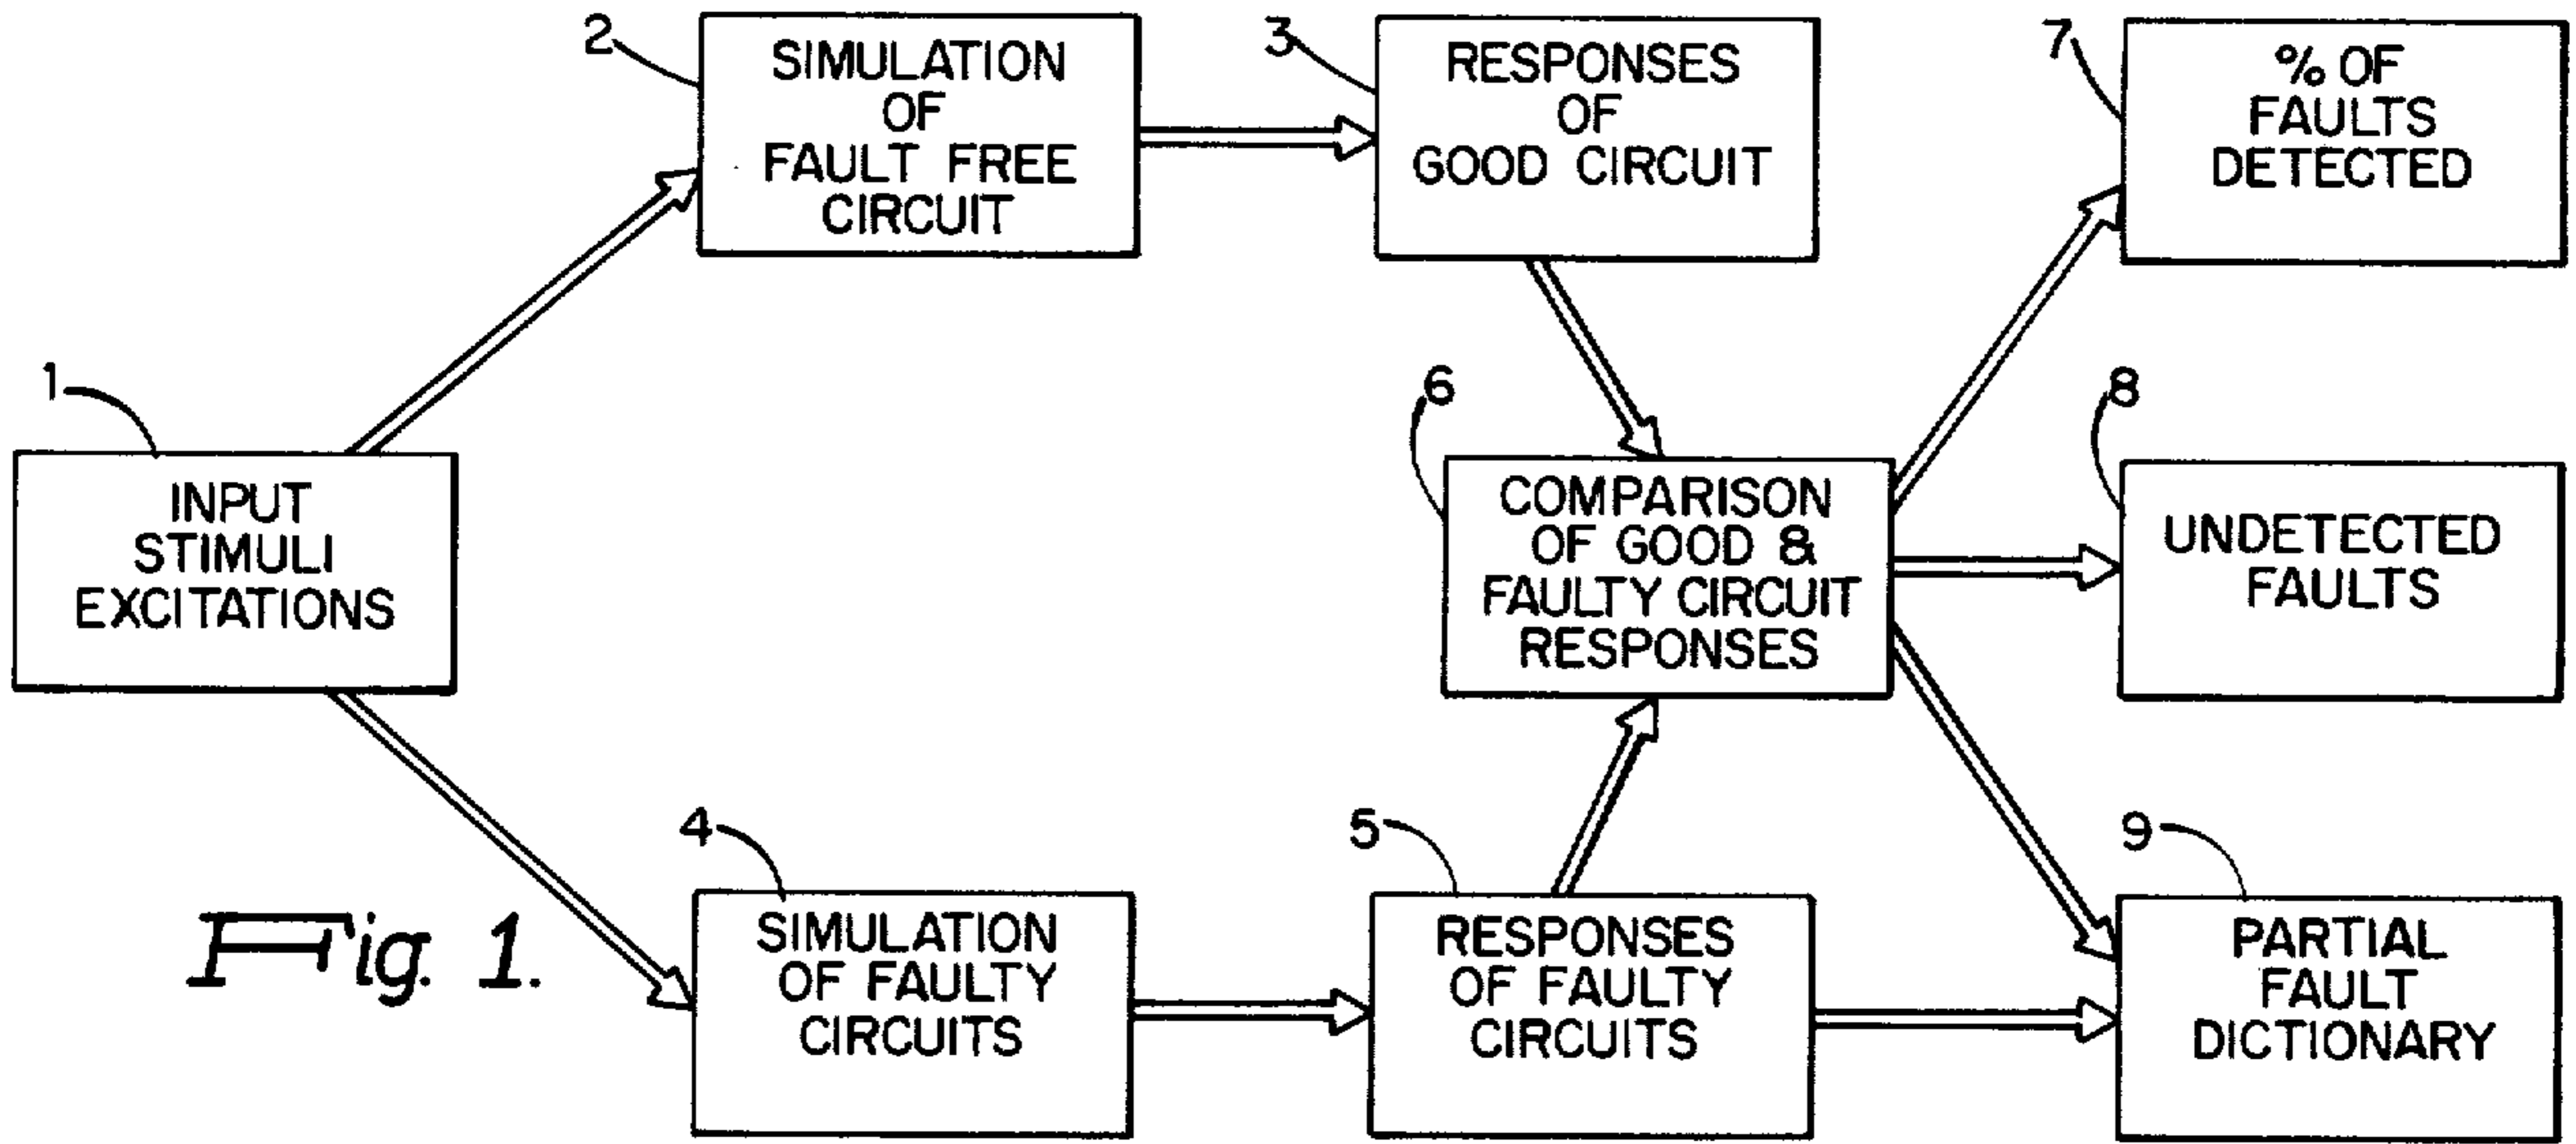 2
SIMULATION
OF
FAULT FREE
CIRCUIT
3
RESPONSES
OF
GOOD CIRCUIT
7
% OF
FAULTS
DETECTED
1
INPUT
STIMULI
EXCITATIONS
6
COMPARISON
OF GOOD &
FAULTY CIRCUIT
RESPONSES
8
UNDETECTED
FAULTS
4
SIMULATION
OF FAULTY
CIRCUITS
5
RESPONSES
OF FAULTY
CIRCUITS
9
PARTIAL
FAULT
DICTIONARY
Fig. 1.